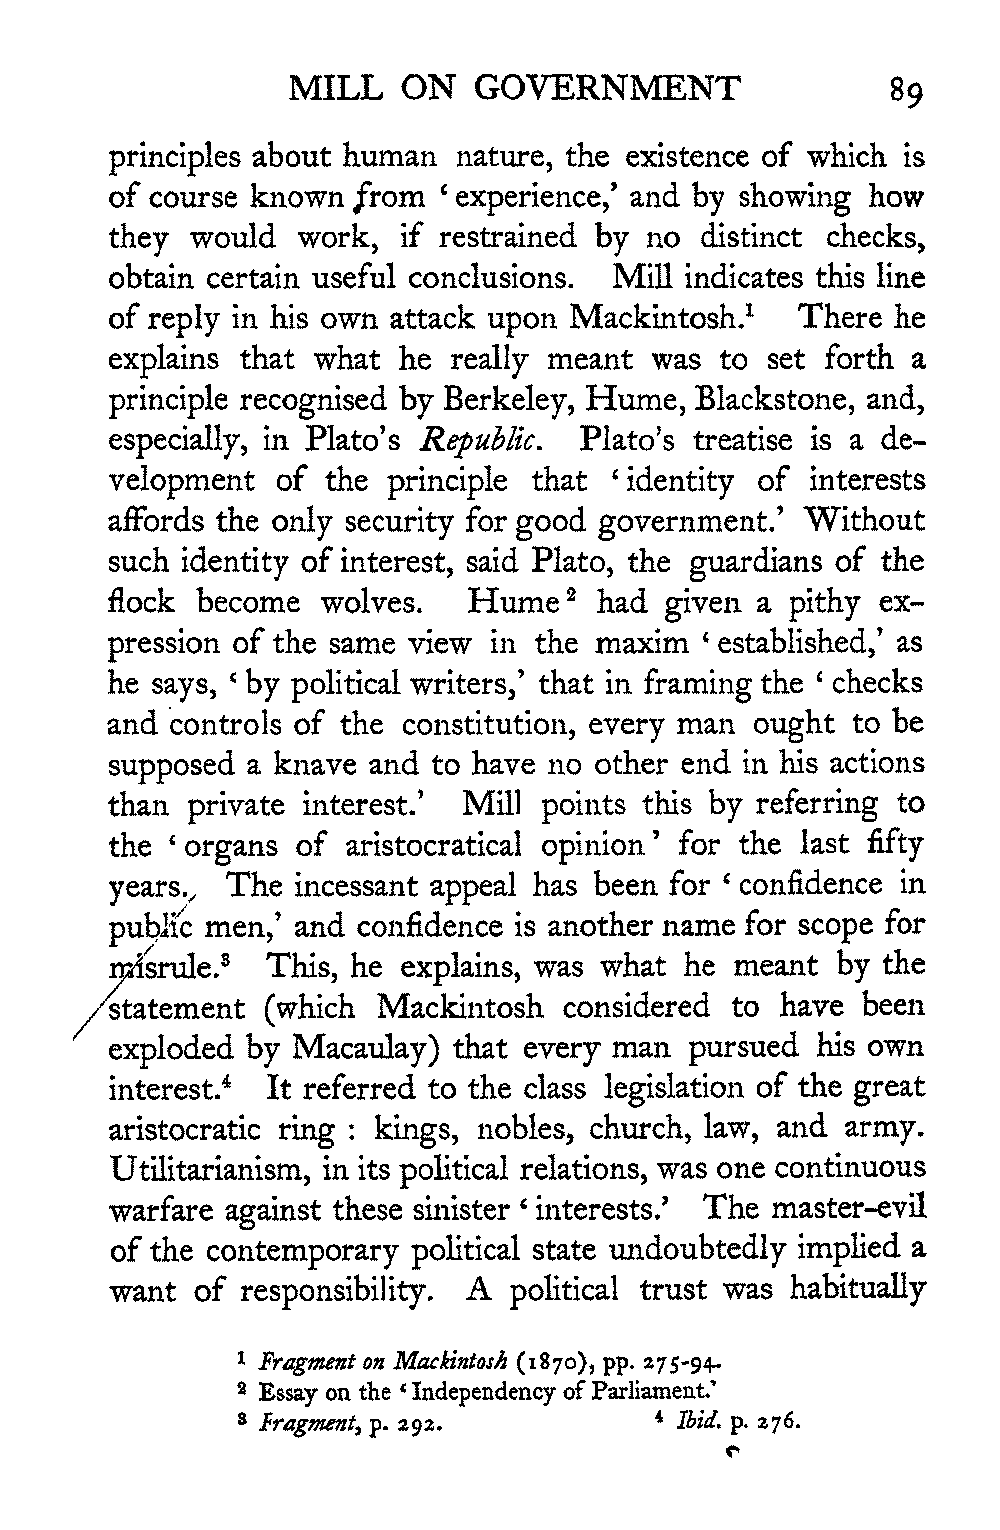 MILL ON GOVERNMENT 89
principles about human nature, the existence of which is
of course known from ‘experience,’ and by showing how
they would work, if restrained by no distinct checks,
obtain certain useful conclusions. Mill indicates this line
of reply in his own attack upon Mackintosh.¹ There he
explains that what he really meant was to set forth a
principle recognised by Berkeley, Hume, Blackstone, and,
especially, in Plato’s Republic. Plato’s treatise is a de-
velopment of the principle that ‘identity of interests
affords the only security for good government.’ Without
such identity of interest, said Plato, the guardians of the
flock become wolves. Hume² had given a pithy ex-
pression of the same view in the maxim ‘established,’ as
he says, ‘by political writers,’ that in framing the ‘checks
and controls of the constitution, every man ought to be
supposed a knave and to have no other end in his actions
than private interest.’ Mill points this by referring to
the ‘organs of aristocratical opinion’ for the last fifty
years. The incessant appeal has been for ‘confidence in
public men,’ and confidence is another name for scope for
misrule.³ This, he explains, was what he meant by the
statement (which Mackintosh considered to have been
exploded by Macaulay) that every man pursued his own
interest.⁴ It referred to the class legislation of the great
aristocratic ring : kings, nobles, church, law, and army.
Utilitarianism, in its political relations, was one continuous
warfare against these sinister ‘interests.’ The master-evil
of the contemporary political state undoubtedly implied a
want of responsibility. A political trust was habitually
¹ Fragment on Mackintosh (1870), pp. 275-94.
² Essay on the ‘Independency of Parliament.’
³ Fragment, p. 292. ⁴ Ibid. p. 276.